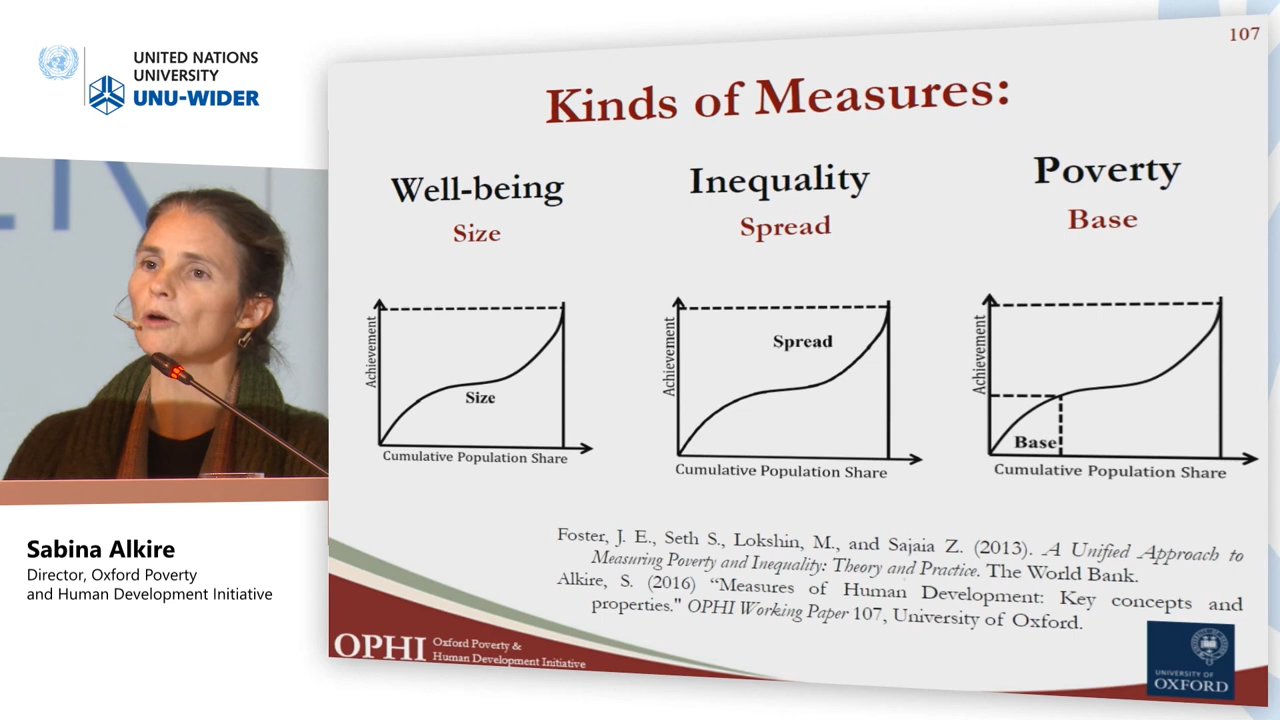 UNITED NATIONS
UNIVERSITY
UNU-WIDER
Sabina Alkire
Director, Oxford Poverty
and Human Development Initiative
107
Kinds of Measures:
Well-being
Size
Inequality
Spread
Poverty
Base
Achievement
Size
Cumulative Population Share
Achievement
Spread
Cumulative Population Share
Achievement
Base
Cumulative Population Share
Foster, J. E., Seth S., Lokshin, M., and Sajaia Z. (2013). A Unified Approach to
Measuring Poverty and Inequality: Theory and Practice. The World Bank.
Alkire, S. (2016) “Measures of Human Development: Key concepts and
properties." OPHI Working Paper 107, University of Oxford.
OPHI
Oxford Poverty &
Human Development Initiative
UNIVERSITY OF
OXFORD